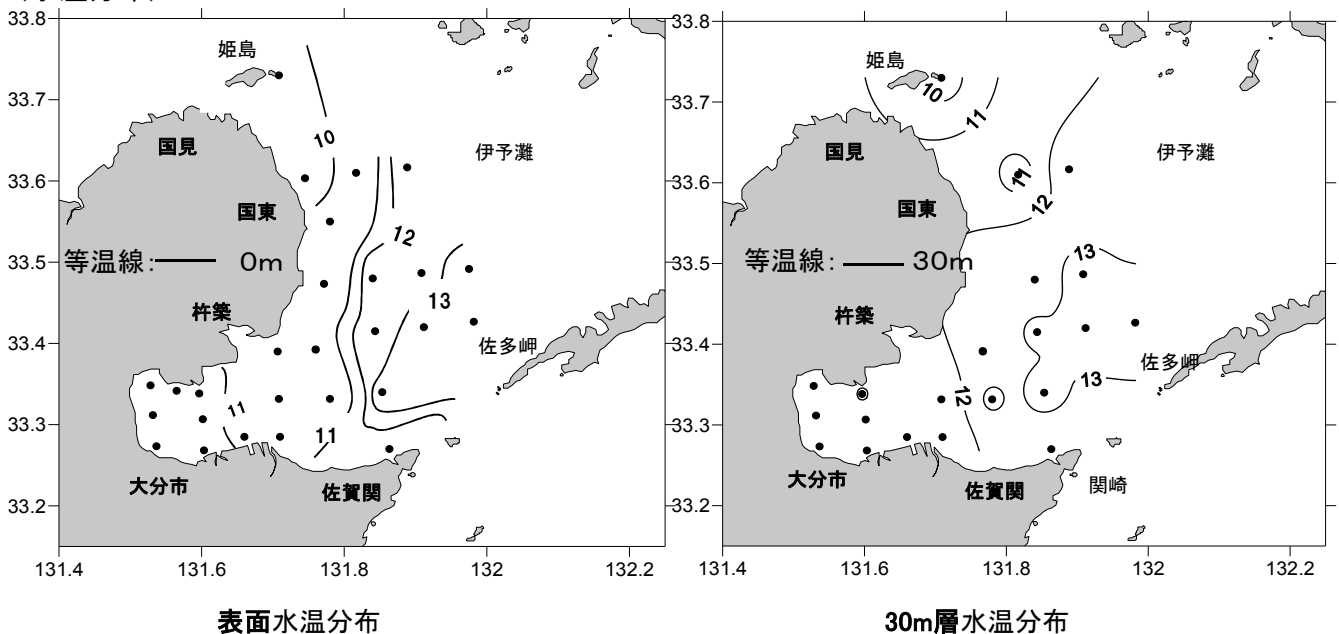 33.8
姫島
33.7
10
国見
伊予灘
33.6
国東
12
33.5
等温線: 0m
13
杵築
33.4
佐多岬
11
33.3
11
大分市
佐賀関
33.2
131.4 131.6 131.8 132 132.2
表面水温分布
33.8
姫島
33.7
10
11
国見
伊予灘
33.6
11
国東
12
33.5
13
等温線: 30m
杵築
33.4
佐多岬
13
12
33.3
大分市
佐賀関
関崎
33.2
131.4 131.6 131.8 132 132.2
30m層水温分布